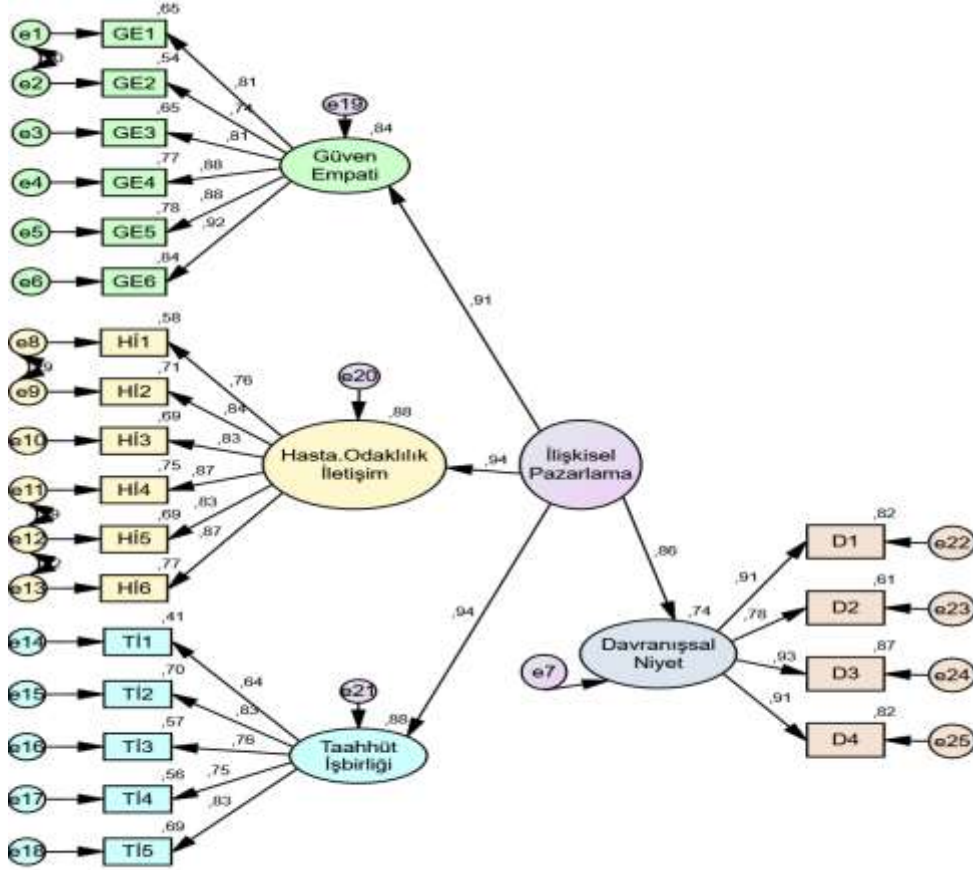 ,65
e1 GE1
,54
e2 GE2
,65
e3 GE3
,77
e4 GE4
,78
e5 GE5
,84
e6 GE6
,81
,74
,81
,88
,88
,92
e19
,84
Güven
Empati
,91
,58
e8 Hİ1
,71
e9 Hİ2
,69
e10 Hİ3
,75
e11 Hİ4
,69
e12 Hİ5
,77
e13 Hİ6
,76
,84
,83
,87
,83
,87
e20
,88
Hasta.Odaklılık
İletişim
,94
İlişkisel
Pazarlama
,41
e14 Tİ1
,70
e15 Tİ2
,57
e16 Tİ3
,56
e17 Tİ4
,69
e18 Tİ5
,64
,83
,76
,75
,83
e21
,88
Taahhüt
İşbirliği
,94
,86
,74
Davranışsal
Niyet
e7
,91
,78
,93
,91
,82
D1 e22
,61
D2 e23
,87
D3 e24
,82
D4 e25